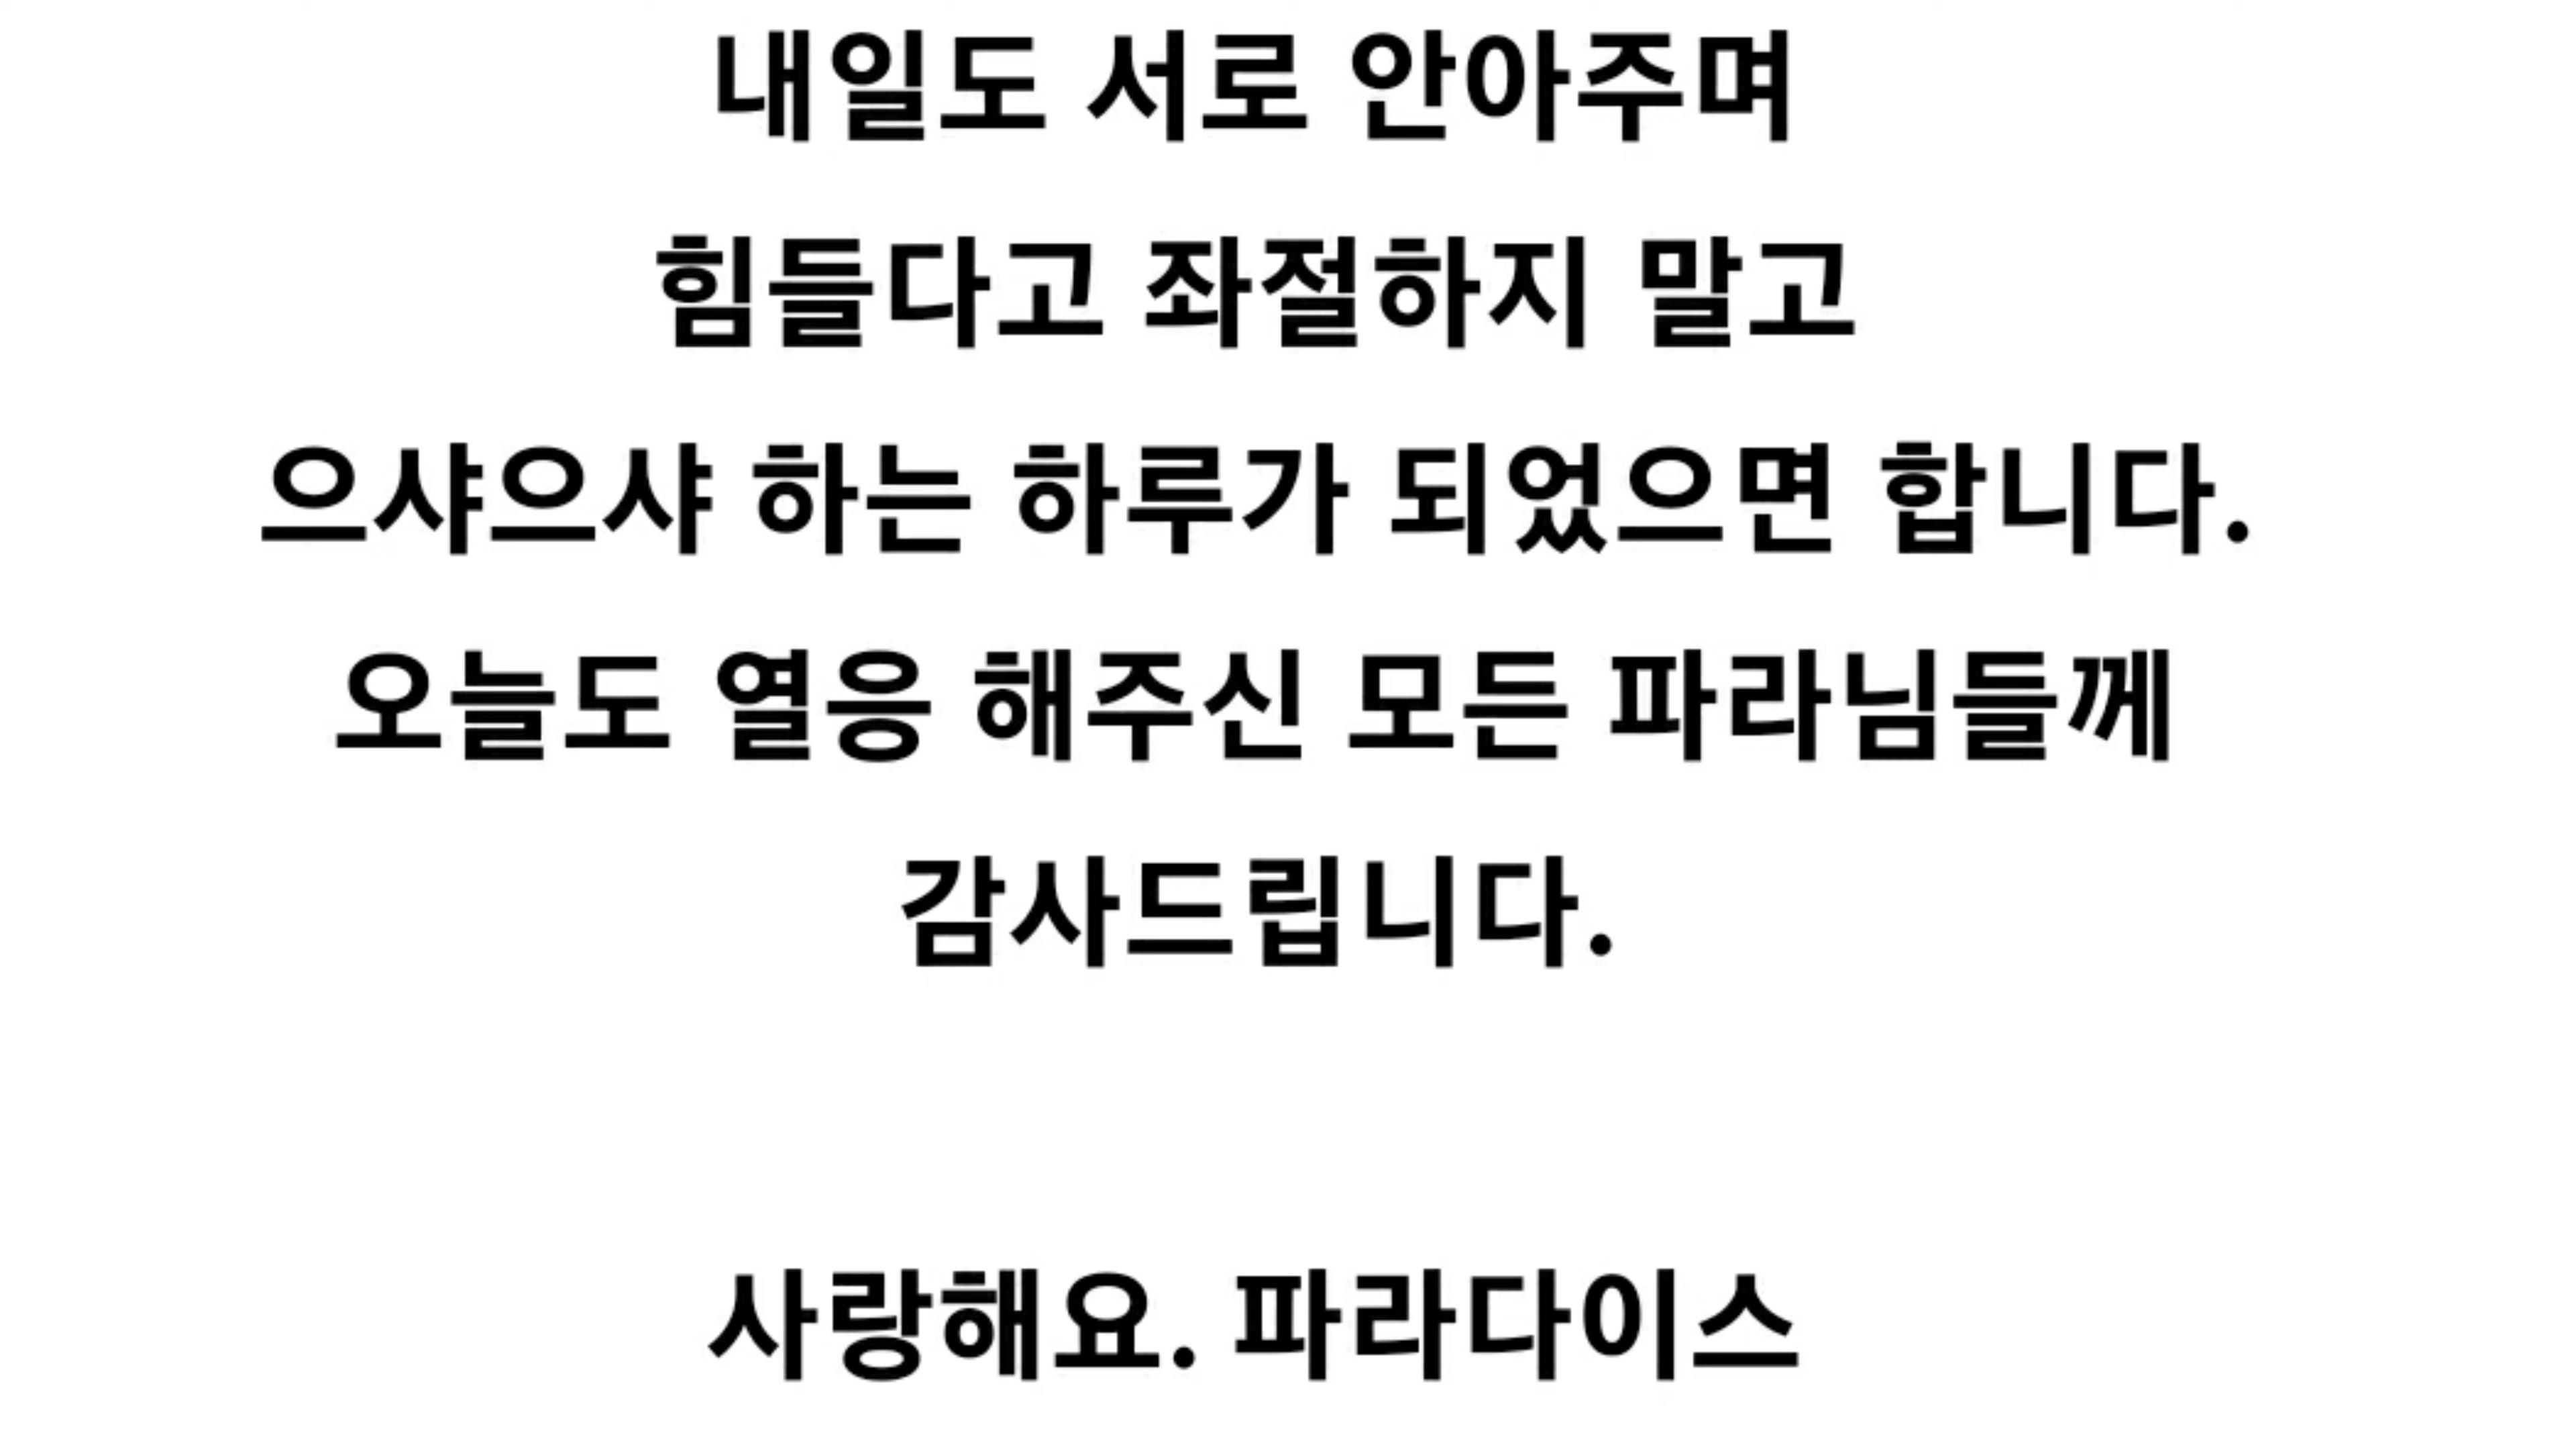 내일도 서로 안아주며
힘들다고 좌절하지 말고
으샤으샤 하는 하루가 되었으면 합니다.
오늘도 열응 해주신 모든 파라님들께
감사드립니다.
사랑해요. 파라다이스